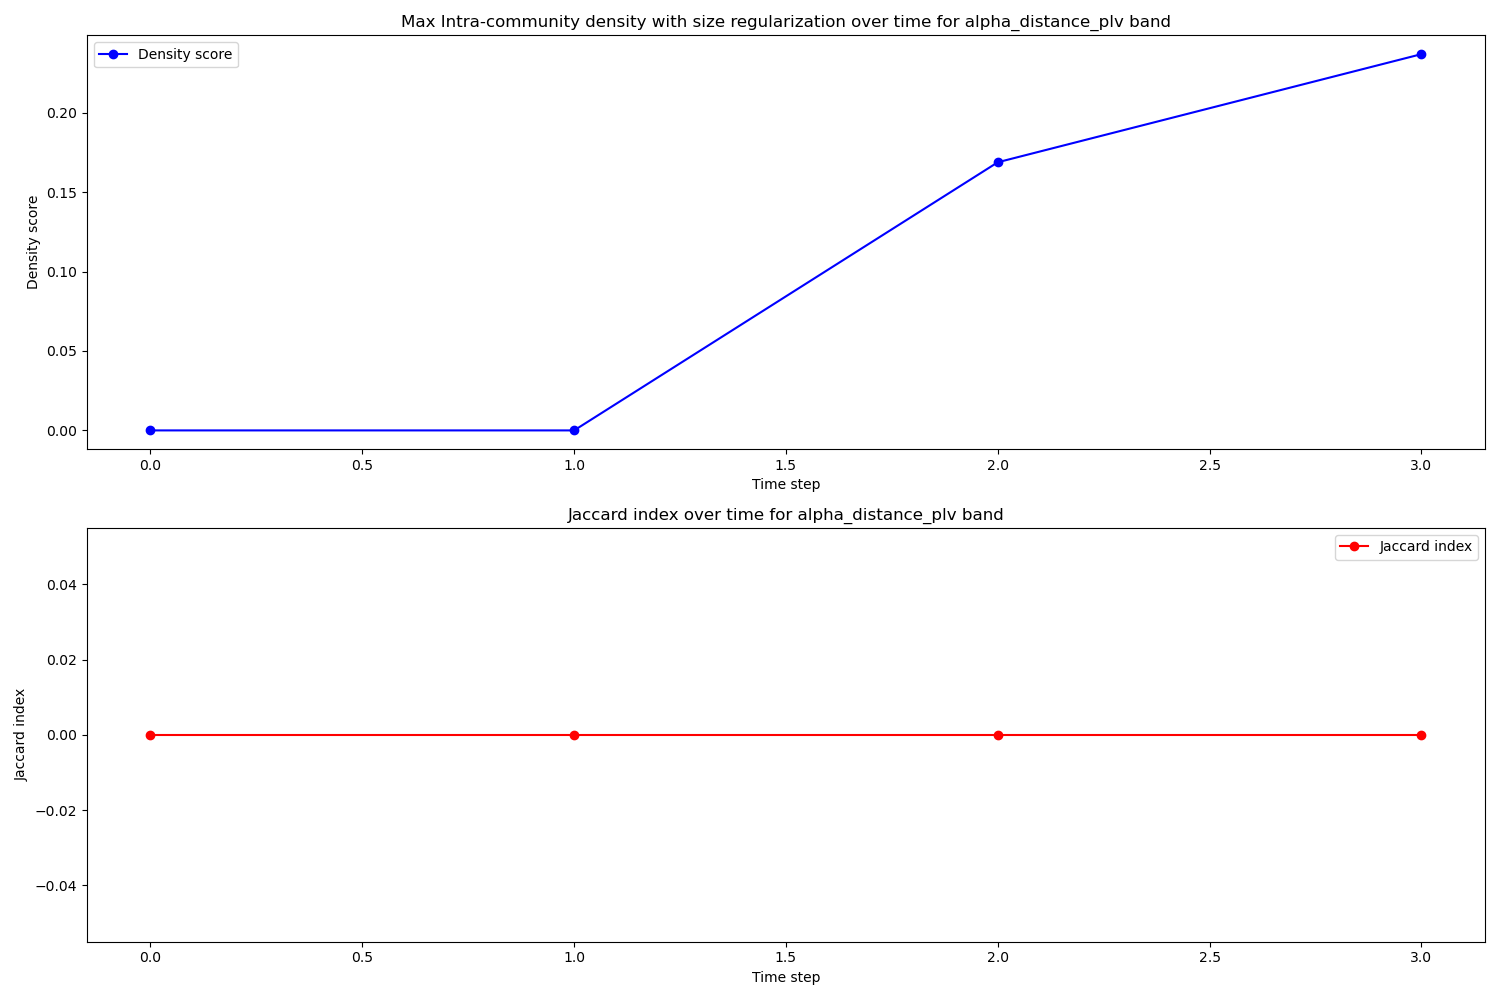 Max Intra-community density with size regularization over time for alpha_distance_plv band
Density score
0.20
0.15
0.10
0.05
0.00
Density score
0.0 0.5 1.0 1.5 2.0 2.5 3.0
Time step
Jaccard index over time for alpha_distance_plv band
Jaccard index
0.04
0.02
0.00
−0.02
−0.04
Jaccard index
0.0 0.5 1.0 1.5 2.0 2.5 3.0
Time step